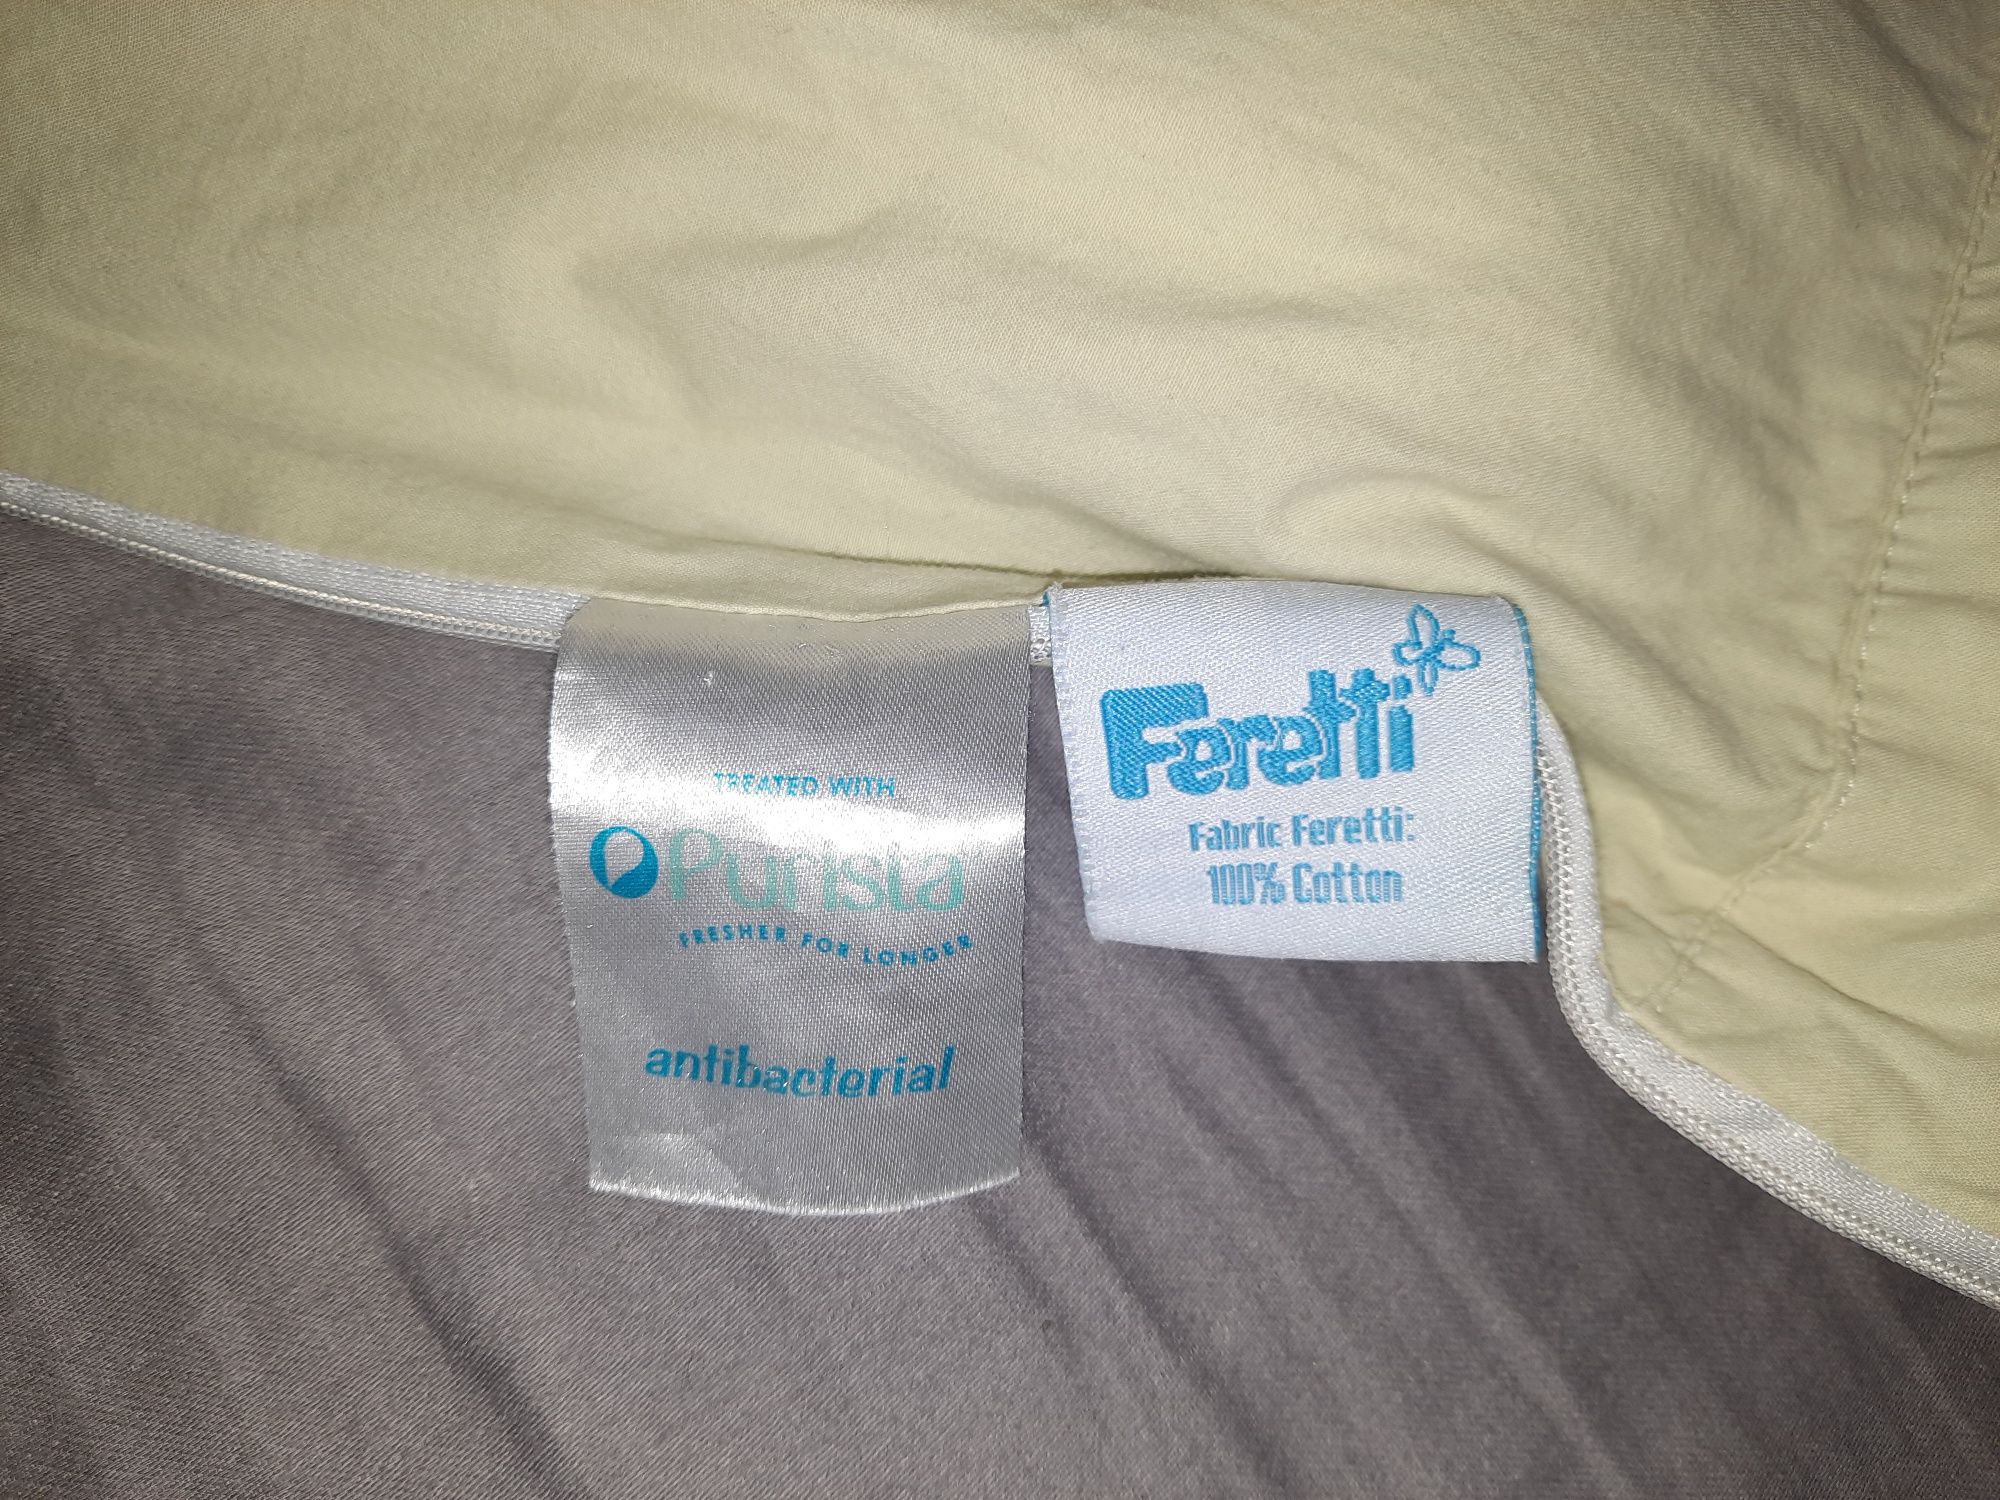 TREATED WITH
Purista
FRESHER FOR LONGER
antibacterial
Feretti
Fabric Feretti:
100% Cotton